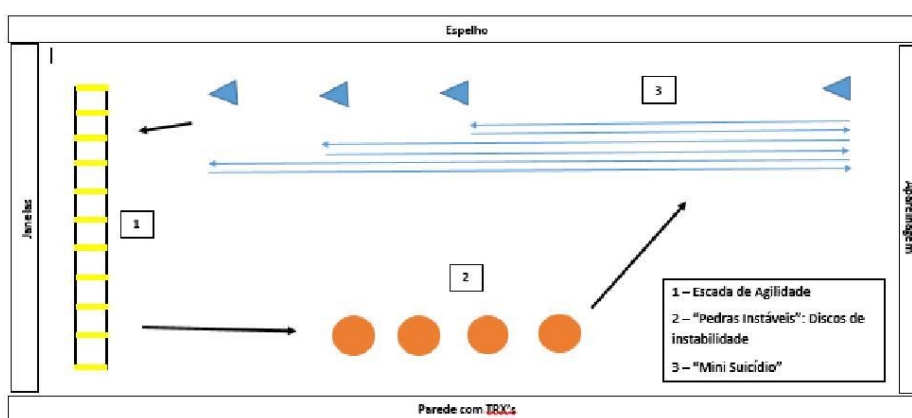 Espelho
3
Janelas
1
Aparelhagem
2
1 – Escada de Agilidade
2 – “Pedras Instáveis”: Discos de
instabilidade
3 – “Mini Suicídio”
Parede com TRX's